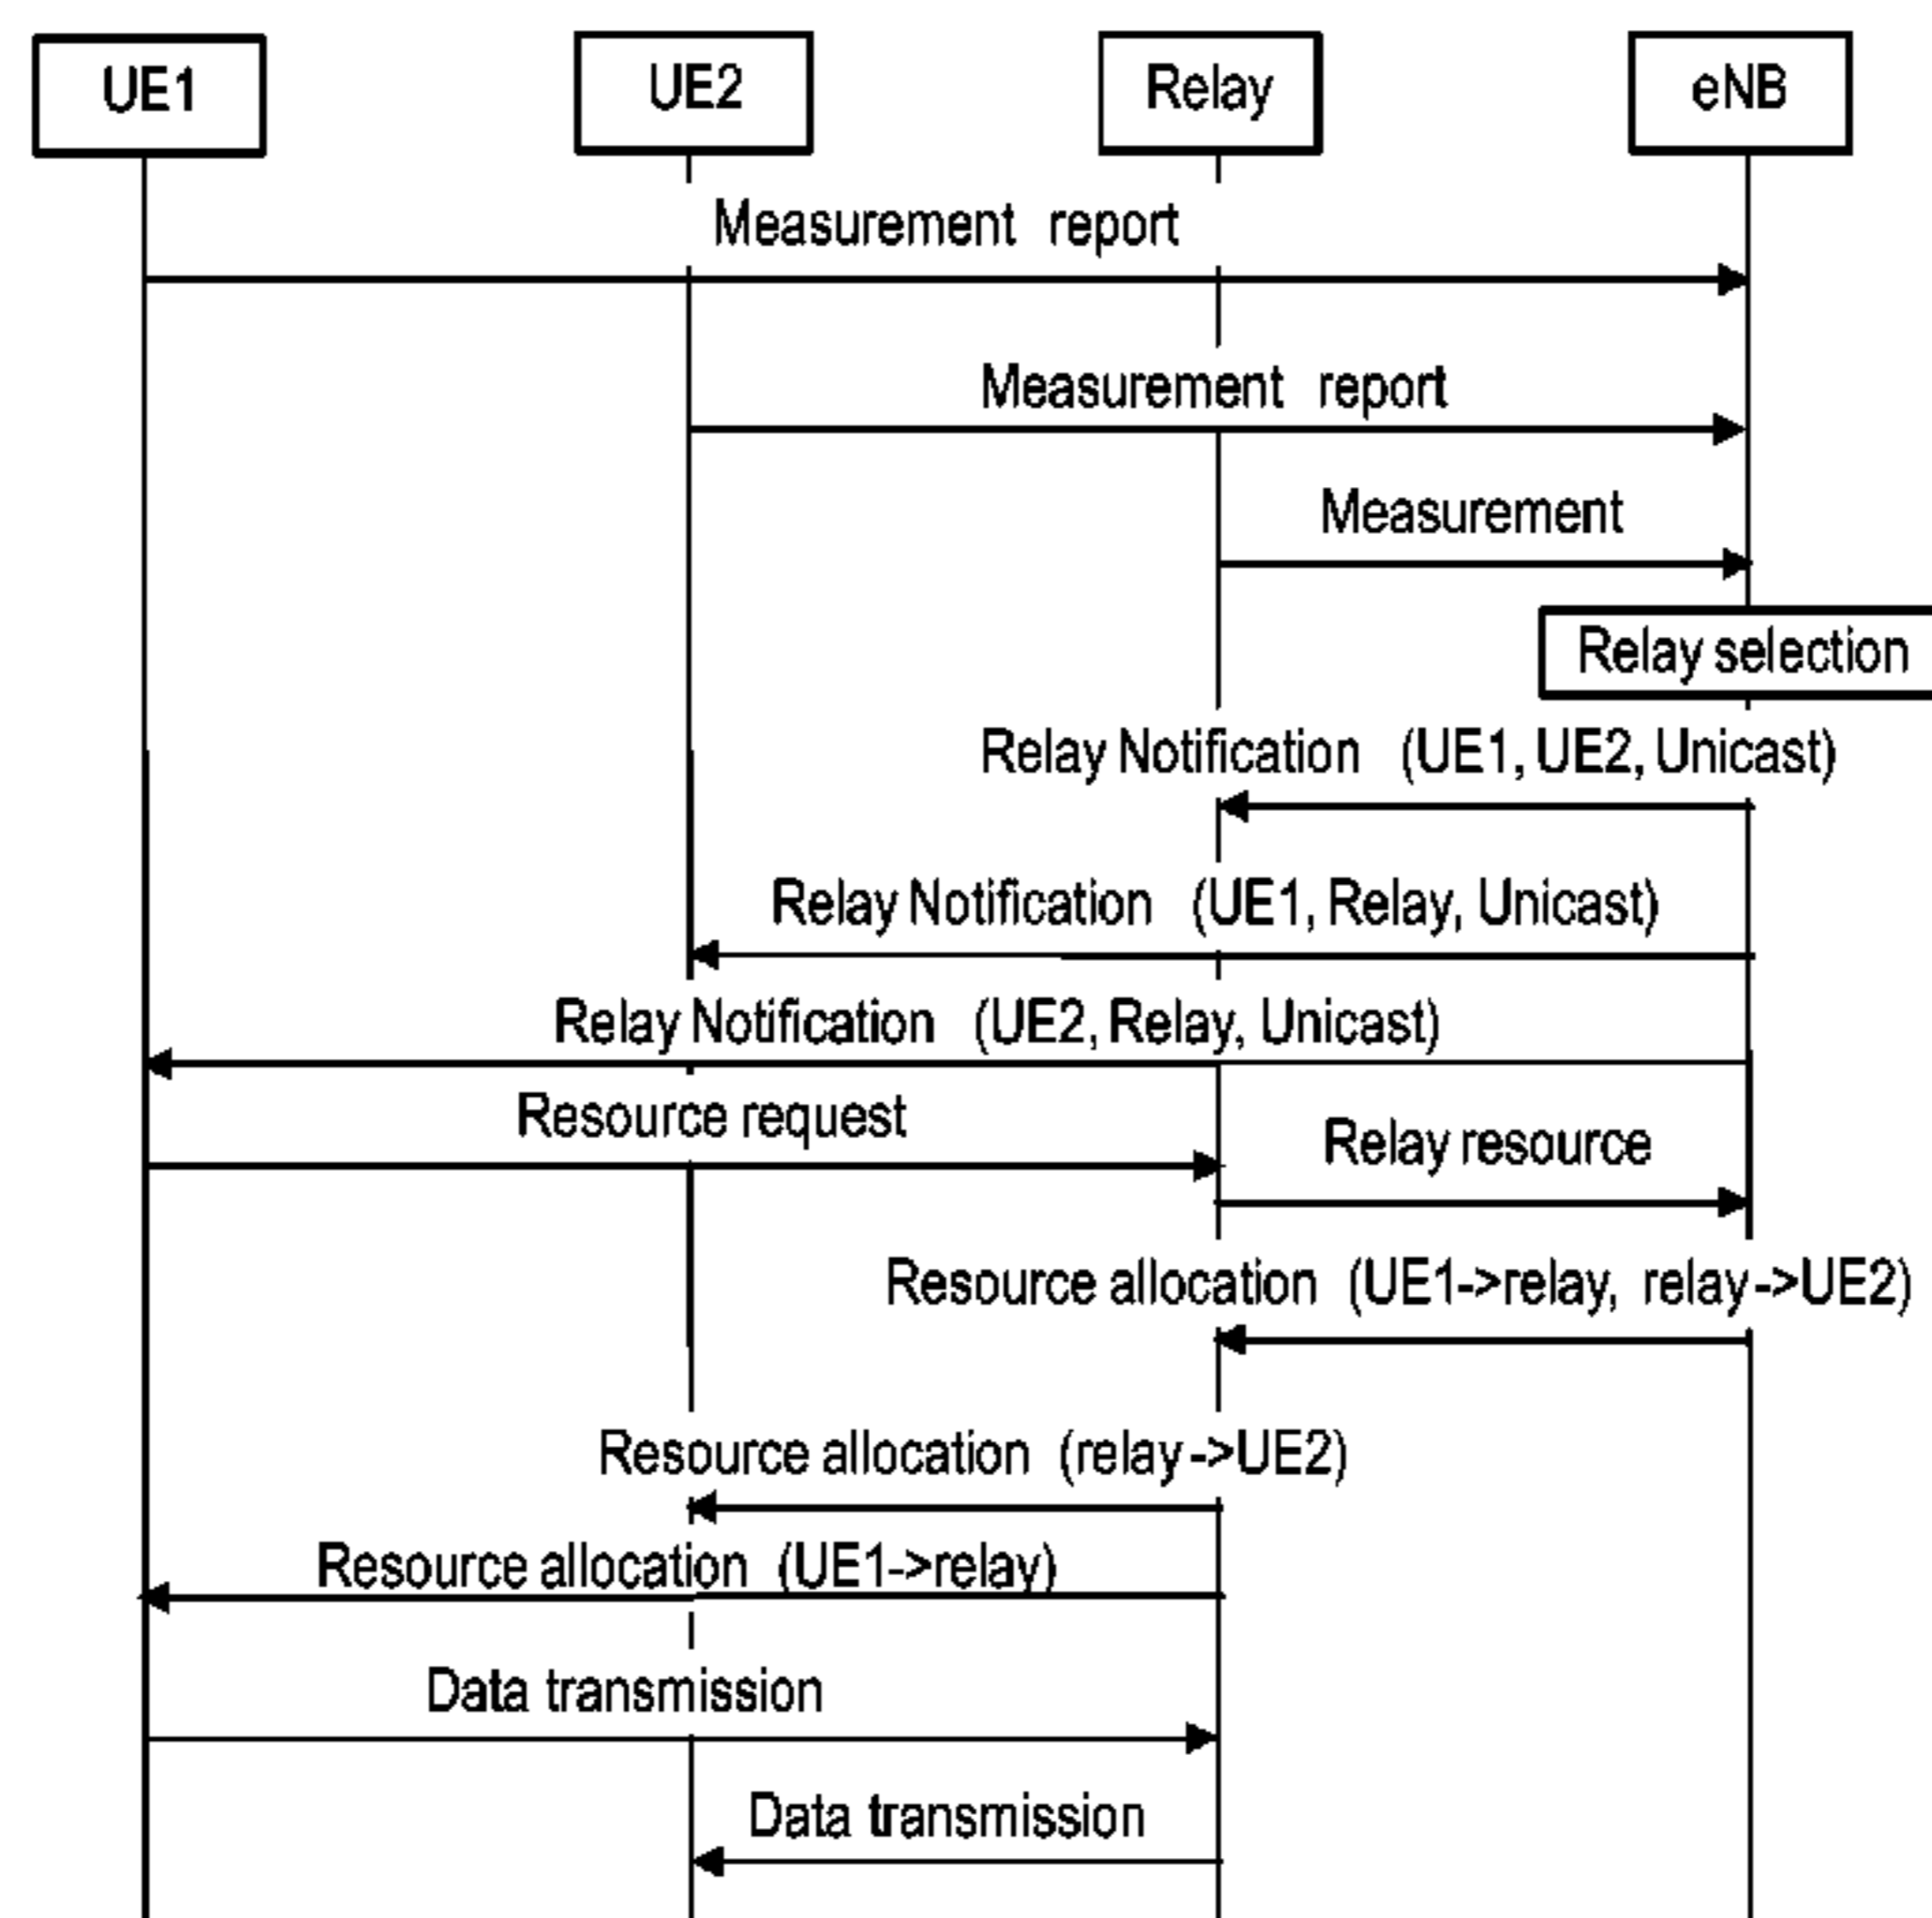 UE1 UE2 Relay eNB
Measurement report
Measurement report
Measurement
Relay selection
Relay Notification (UE1, UE2, Unicast)
Relay Notification (UE1, Relay, Unicast)
Relay Notification (UE2, Relay, Unicast)
Resource request
Relay resource
Resource allocation (UE1->relay, relay->UE2)
Resource allocation (relay->UE2)
Resource allocation (UE1->relay)
Data transmission
Data transmission